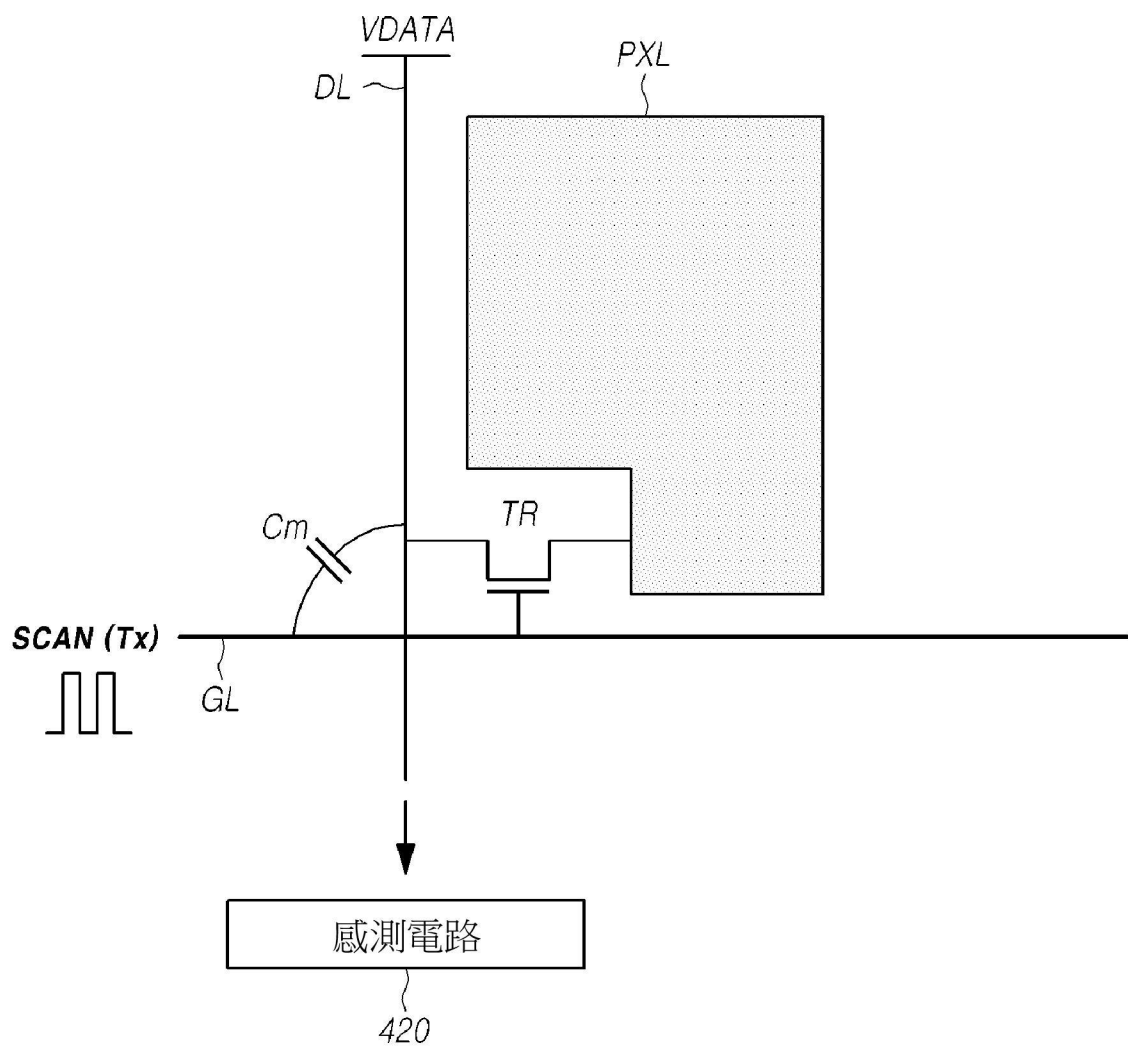 VDATA
DL
PXL
TR
Cm
SCAN (Tx)
GL
感測電路
420